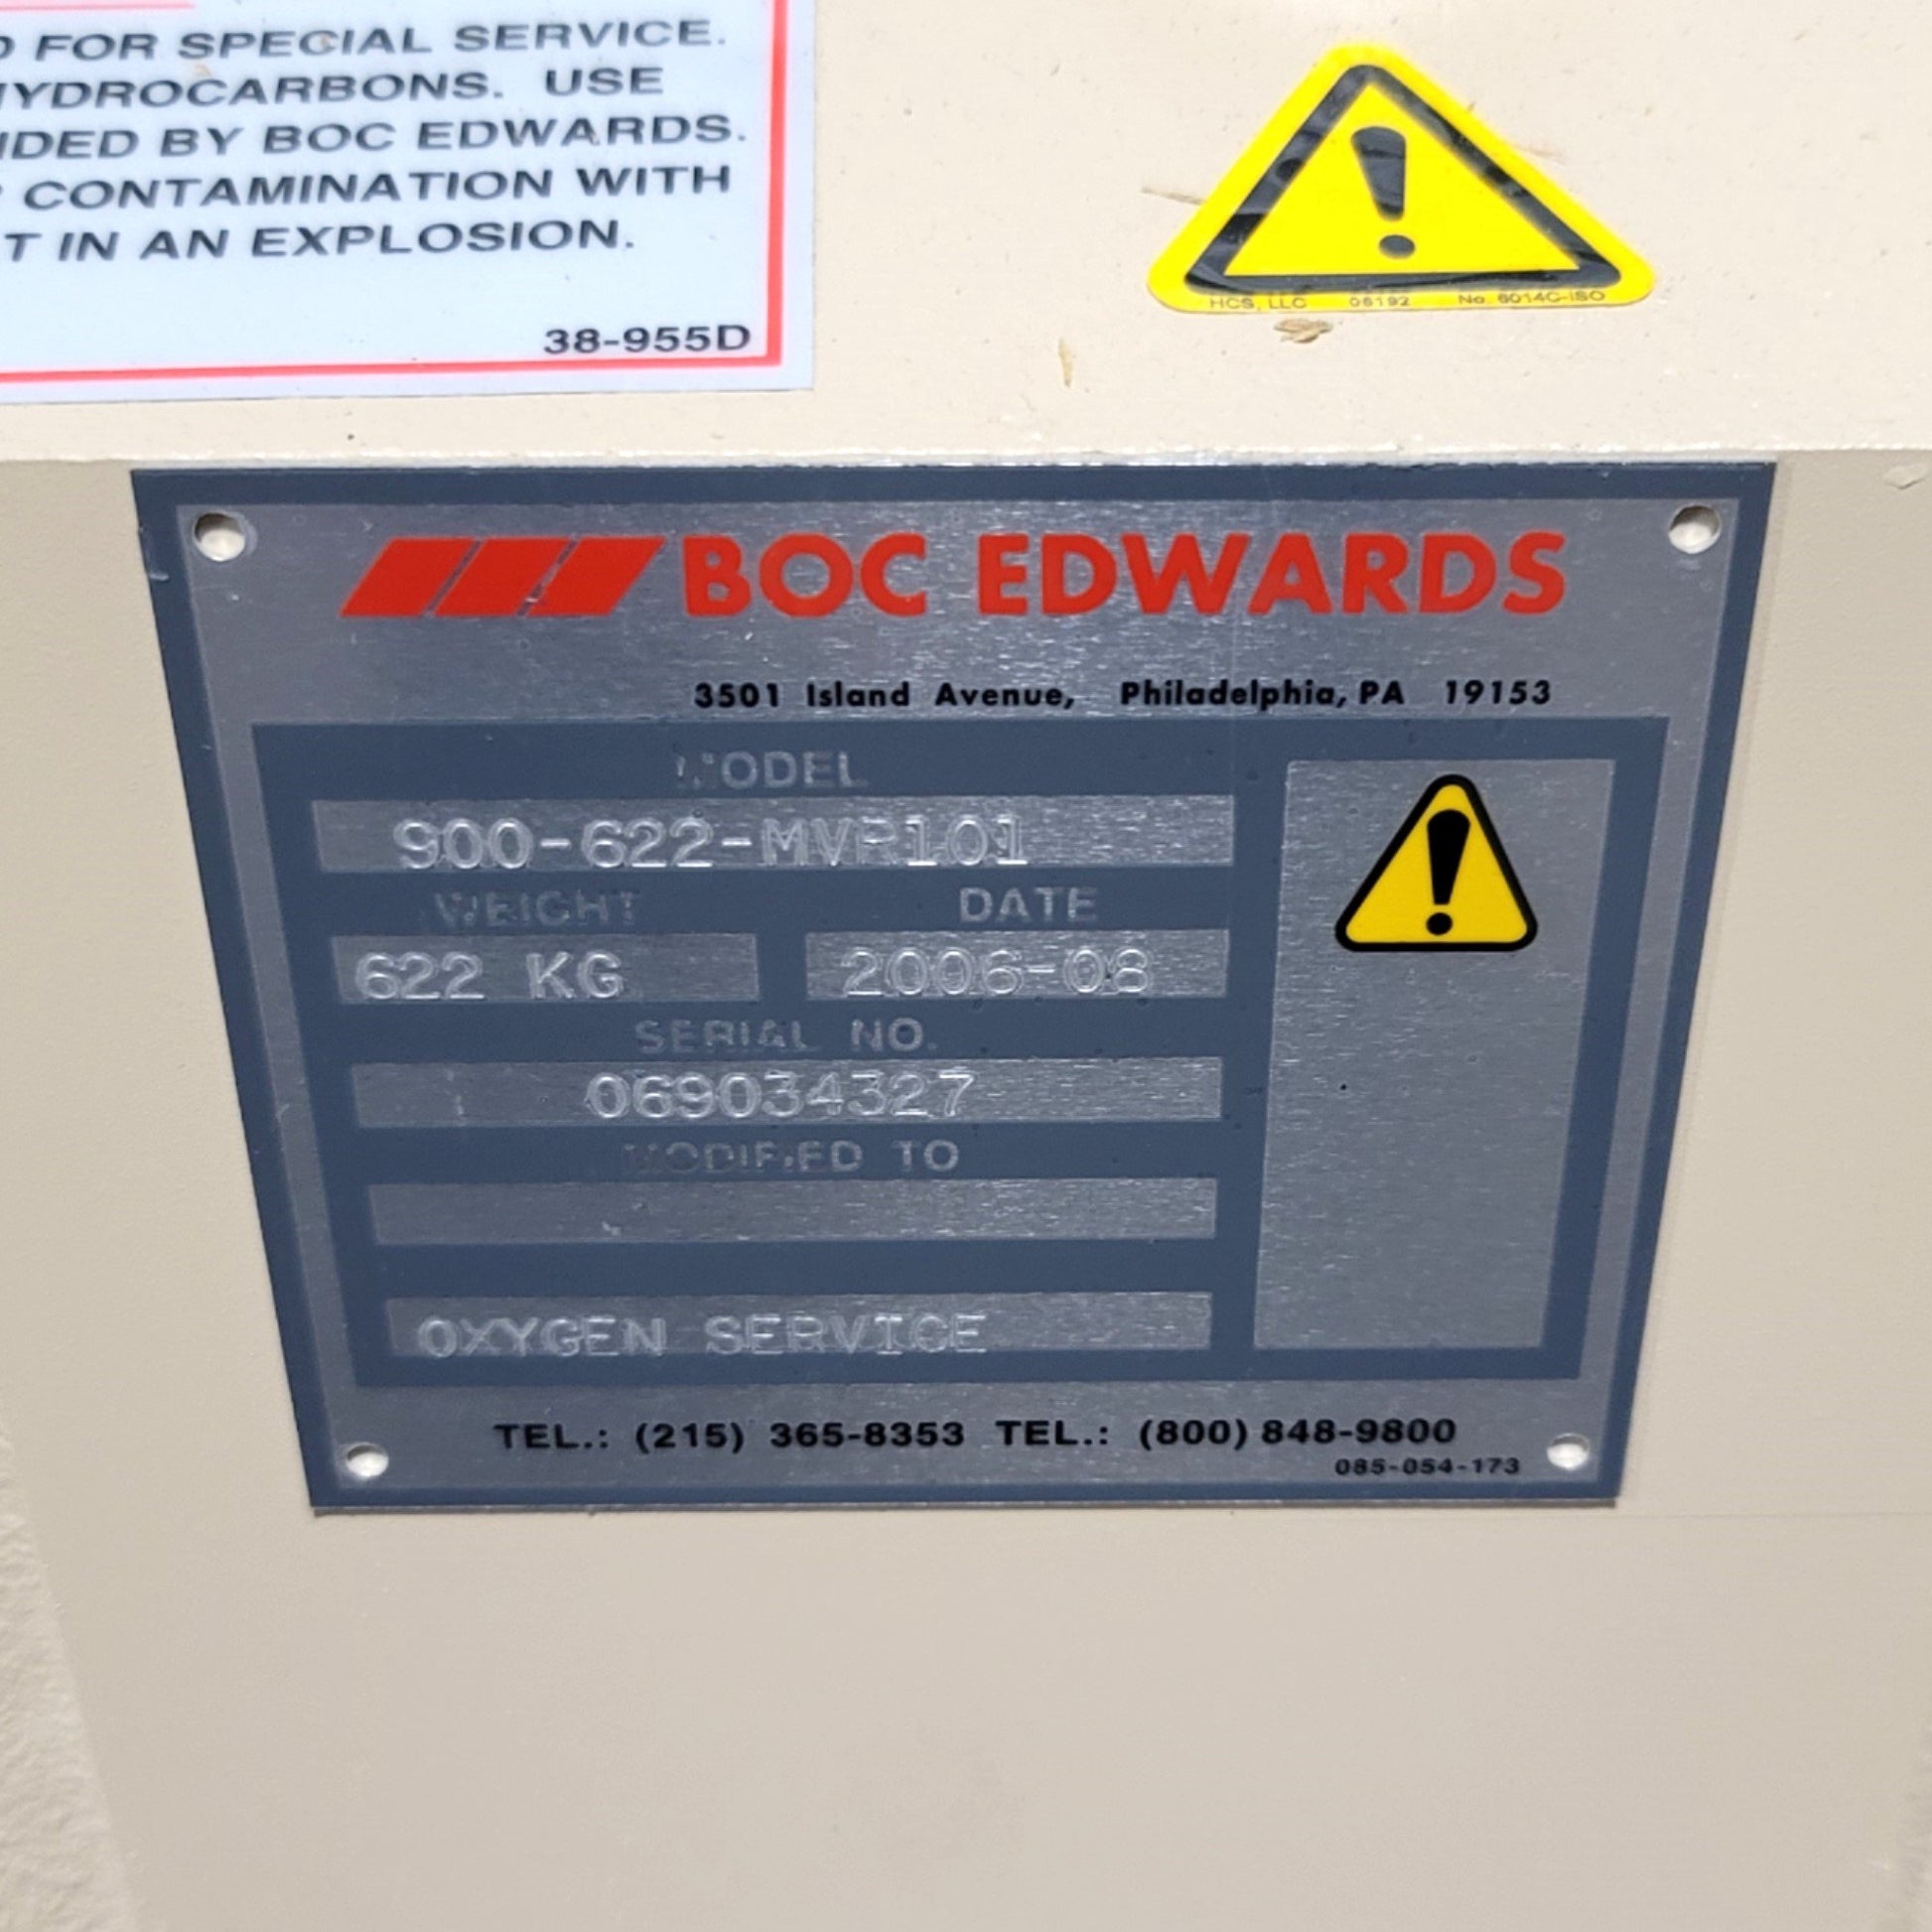 FOR SPECIAL SERVICE.
HYDROCARBONS. USE
BY BOC EDWARDS.
CONTAMINATION WITH
IN AN EXPLOSION.
38-955D
HCS, LLC 06192 No. 6014C-ISO
BOC EDWARDS
3501 Island Avenue, Philadelphia, PA 19153
MODEL
900-622-MVR101
WEIGHT DATE
622 KG 2006-08
SERIAL NO.
069034327
MODIFIED TO
OXYGEN SERVICE
TEL.: (215) 365-8353 TEL.: (800) 848-9800
085-054-173